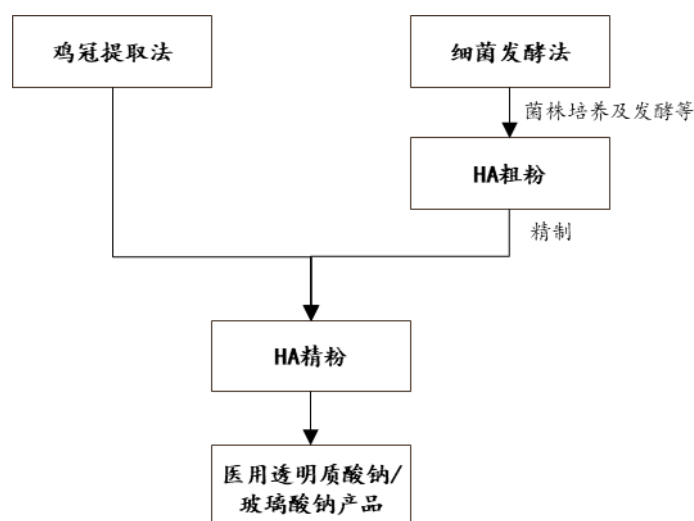 鸡冠提取法
细菌发酵法
菌株培养及发酵等
HA粗粉
精制
HA精粉
医用透明质酸钠/
玻璃酸钠产品